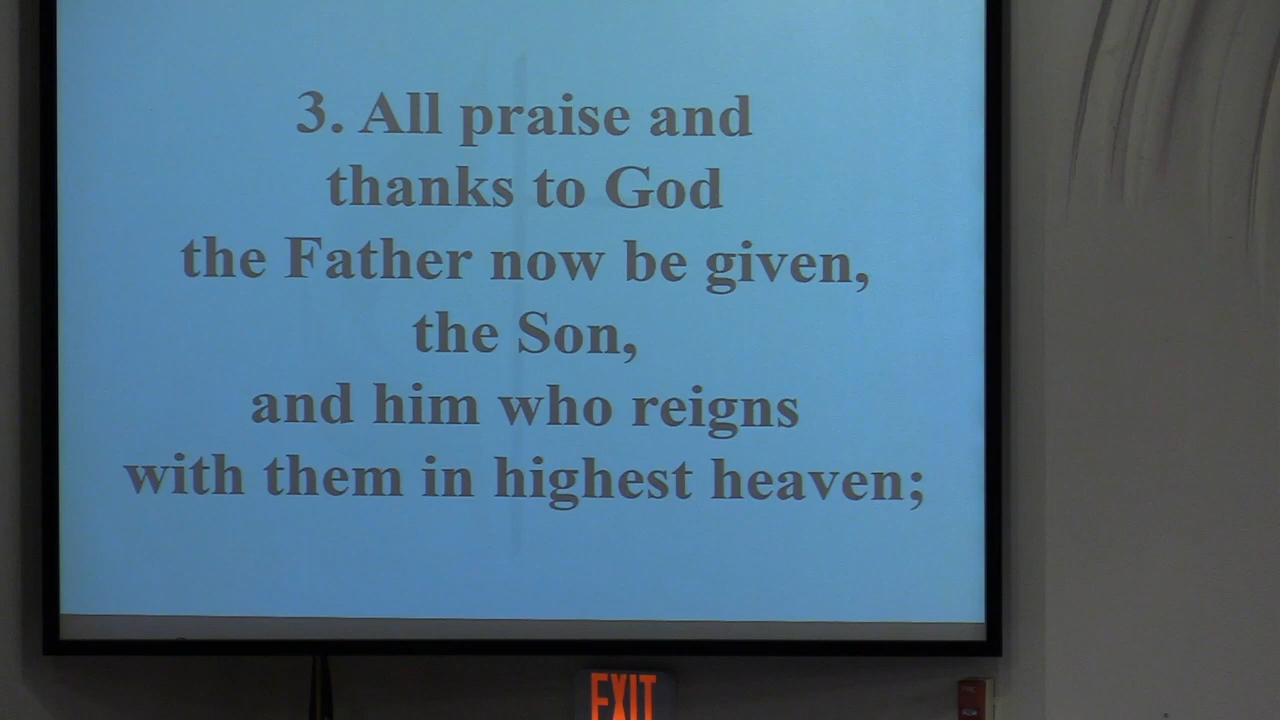 3. All praise and
thanks to God
the Father now be given,
the Son,
and him who reigns
with them in highest heaven;
EXIT